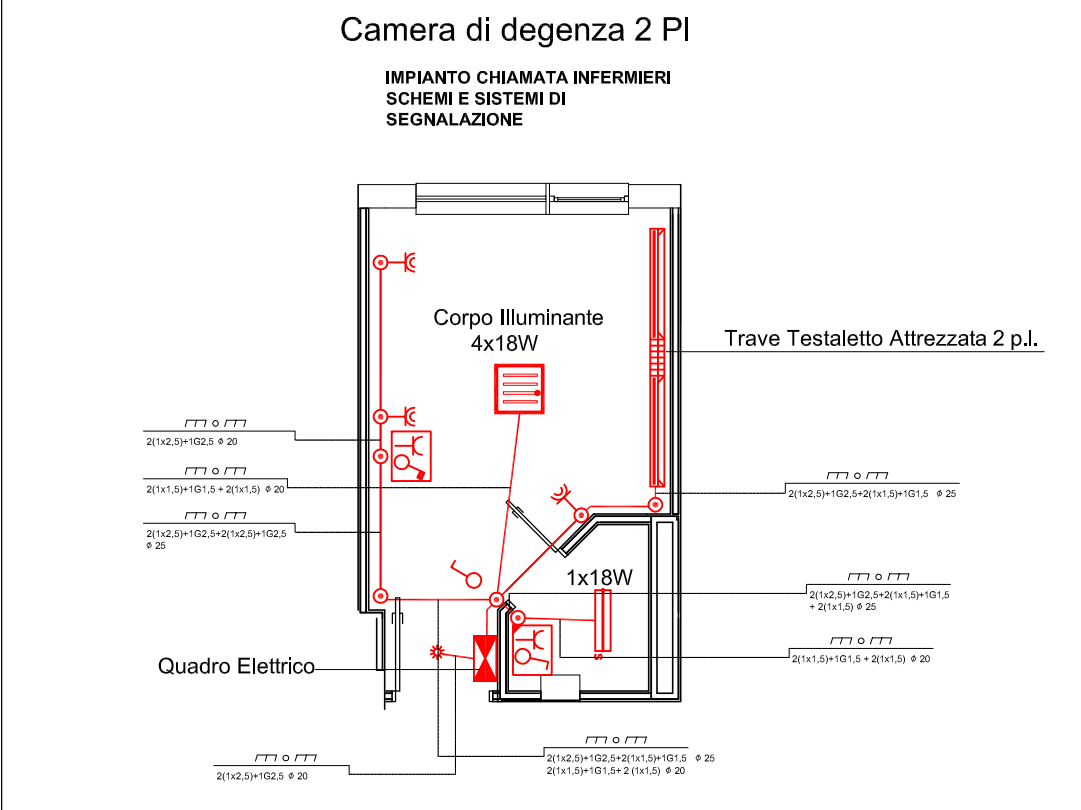 Camera di degenza 2 Pl
IMPIANTO CHIAMATA INFERMIERI
SCHEMI E SISTEMI DI
SEGNALAZIONE
Corpo Illuminante
4x18W
Trave Testaletto Attrezzata 2 p.l.
2(1x2,5)+1G2,5 ϕ 20
2(1x1,5)+1G1,5 + 2(1x1,5) ϕ 20
2(1x2,5)+1G2,5+2(1x2,5)+1G2,5
ϕ 25
2(1x2,5)+1G2,5+2(1x1,5)+1G1,5 ϕ 25
1x18W
2(1x2,5)+1G2,5+2(1x1,5)+1G1,5
+ 2(1x1,5) ϕ 25
2(1x1,5)+1G1,5 + 2(1x1,5) ϕ 20
s
Quadro Elettrico
2(1x2,5)+1G2,5 ϕ 20
2(1x2,5)+1G2,5+2(1x1,5)+1G1,5 ϕ 25
2(1x1,5)+1G1,5+ 2 (1x1,5) ϕ 20